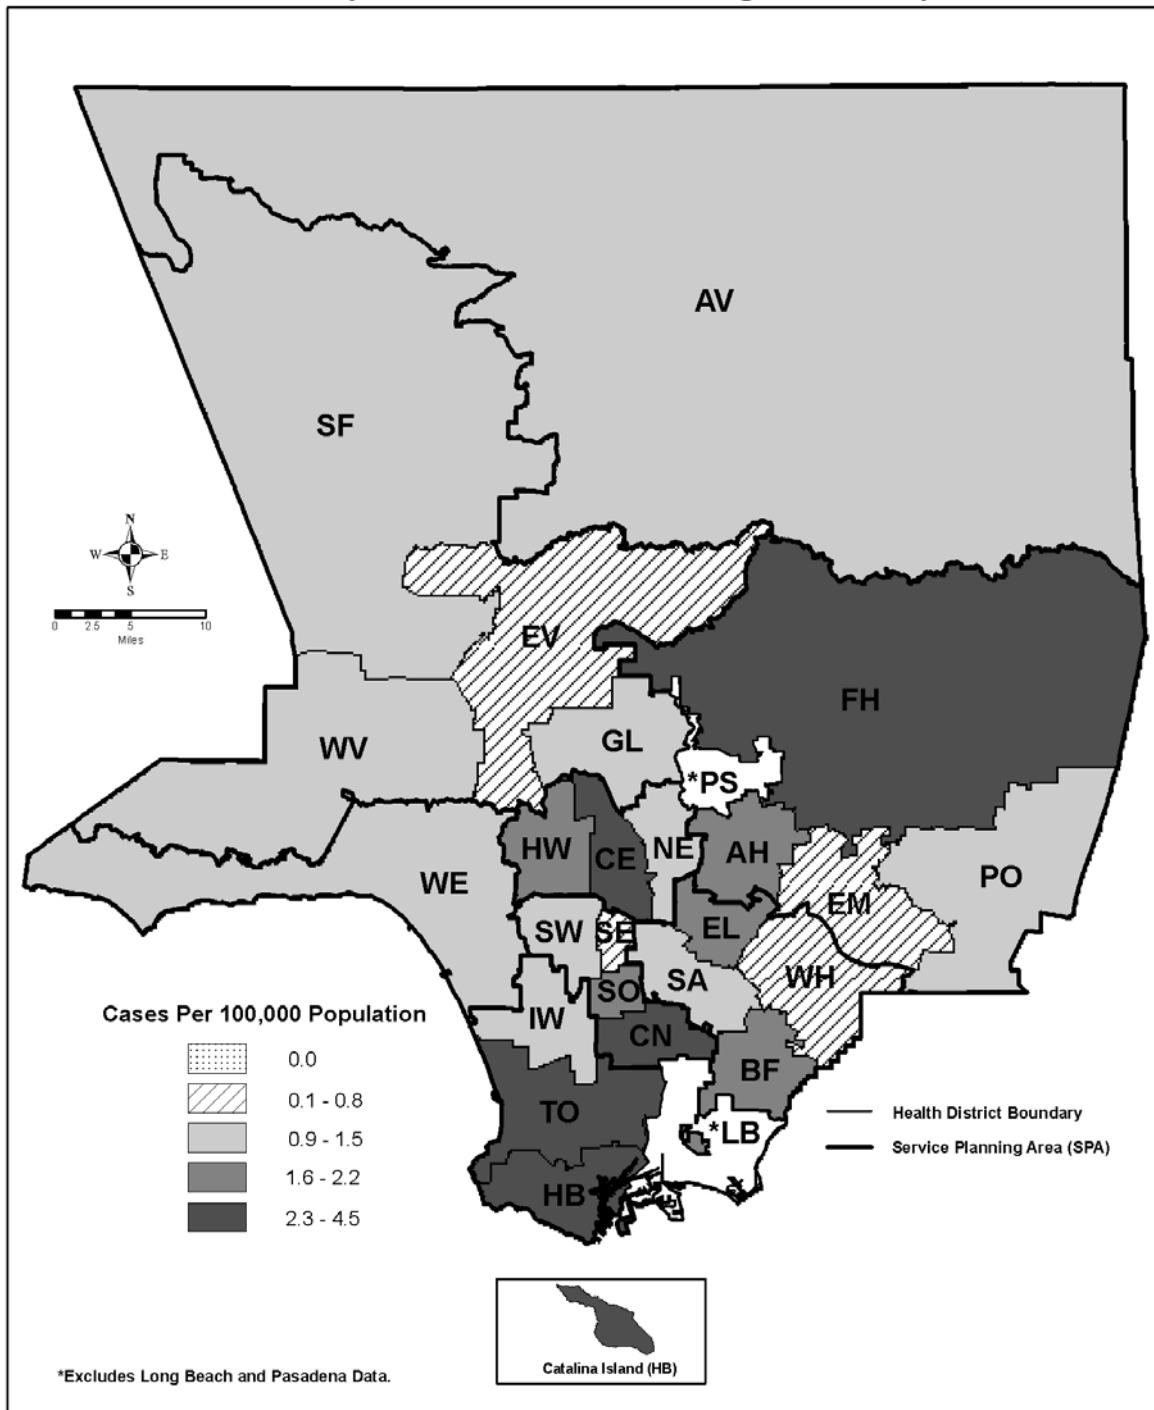 AV
SF
N
W E
S
0 2.5 5 10
Miles
EV
FH
WV
GL
*PS
HW
CE
NE
AH
WE
PO
EM
SW
SE
EL
WH
SA
SO
IW
CN
BF
TO
*LB
HB
Cases Per 100,000 Population
0.0
0.1 - 0.8
0.9 - 1.5
1.6 - 2.2
2.3 - 4.5
Health District Boundary
Service Planning Area (SPA)
Catalina Island (HB)
*Excludes Long Beach and Pasadena Data.